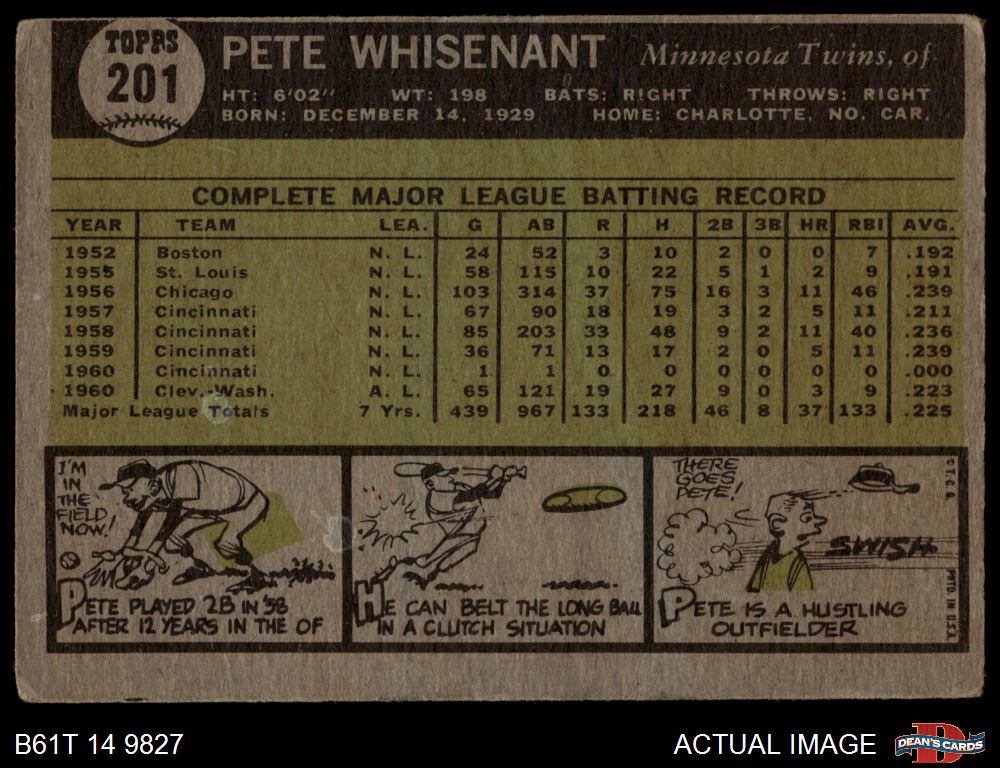 TOPPS
201
PETE WHISENANT Minnesota Twins, of
HT: 6'02" WT: 198 BATS: RIGHT THROWS: RIGHT
BORN: DECEMBER 14, 1929 HOME: CHARLOTTE, NO. CAR.
COMPLETE MAJOR LEAGUE BATTING RECORD
YEAR TEAM LEA. G AB R H 2B 3B HR RBI AVG.
1952 Boston N. L. 24 52 3 10 2 0 0 7 .192
1955 St. Louis N. L. 58 115 10 22 5 1 2 9 .191
1956 Chicago N. L. 103 314 37 75 16 3 11 46 .239
1957 Cincinnati N. L. 67 90 18 19 3 2 5 11 .211
1958 Cincinnati N. L. 85 203 33 48 9 2 11 40 .236
1959 Cincinnati N. L. 36 71 13 17 2 0 5 11 .239
1960 Cincinnati N. L. 1 1 0 0 0 0 0 0 .000
1960 Clev.-Wash. A. L. 65 121 19 27 9 0 3 9 .223
Major League Totals 7 Yrs. 439 967 133 218 46 8 37 133 .225
I'M
IN
THE
FIELD
NOW!
PETE PLAYED 2B IN '58
AFTER 12 YEARS IN THE OF
HE CAN BELT THE LONG BALL
IN A CLUTCH SITUATION
THERE
GOES
PETE!
SWISH
PETE IS A HUSTLING
OUTFIELDER
© T. C. G.
PRTD. IN U.S.A.
B61T 14 9827
ACTUAL IMAGE
D
DEAN'S CARDS